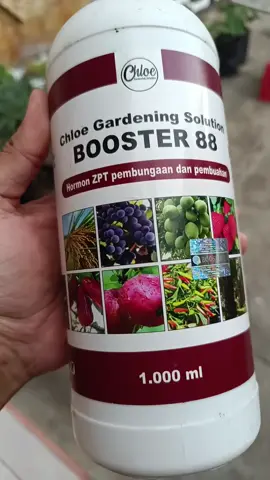 Chloe
Chloe Gardening Solution
BOOSTER 88
Hormon ZPT pembungaan dan pembuahan
1.000 ml